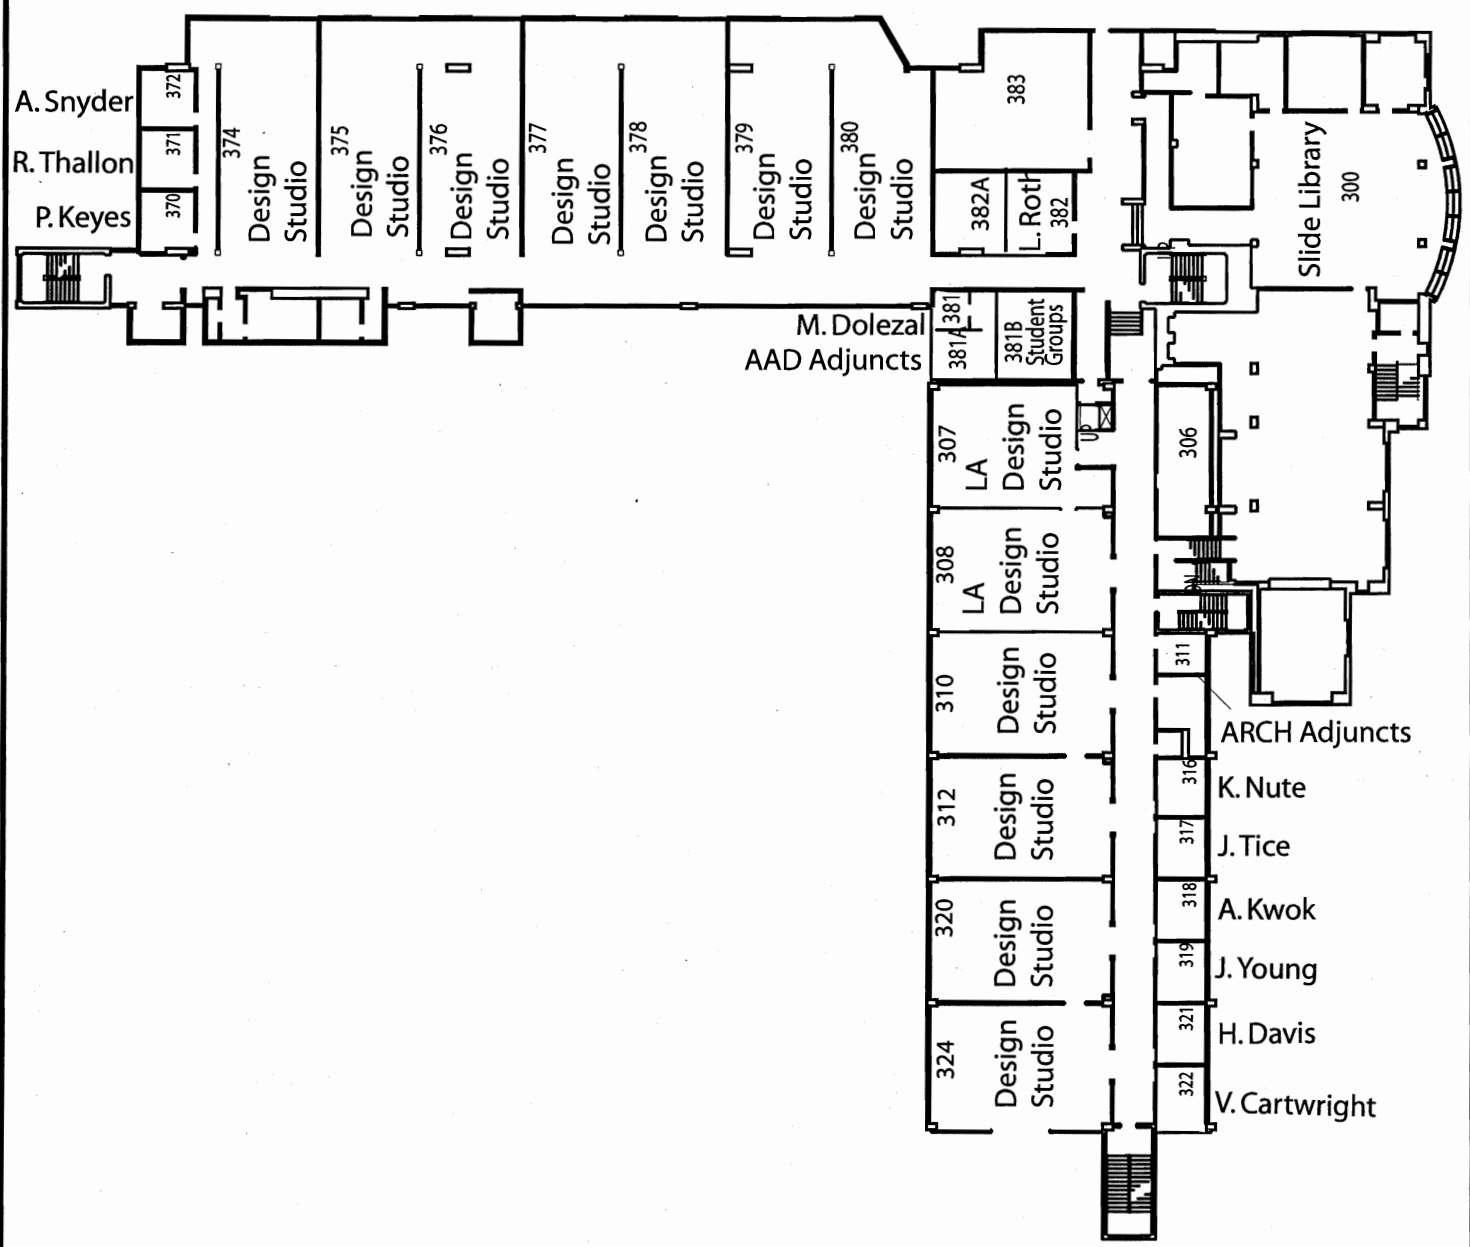 A. Snyder
372
R. Thallon
371
P. Keyes
370
374
Design
Studio
375
Design
Studio
376
Design
Studio
377
Design
Studio
378
Design
Studio
379
Design
Studio
380
Design
Studio
383
382A
L. Roth
382
Slide Library
300
M. Dolezal
381
AAD Adjuncts
381A
381B
Student
Groups
307
LA
Design
Studio
UP
306
308
LA
Design
Studio
DN
310
Design
Studio
311
ARCH Adjuncts
312
Design
Studio
316
K. Nute
317
J. Tice
320
Design
Studio
318
A. Kwok
319
J. Young
324
Design
Studio
321
H. Davis
322
V. Cartwright